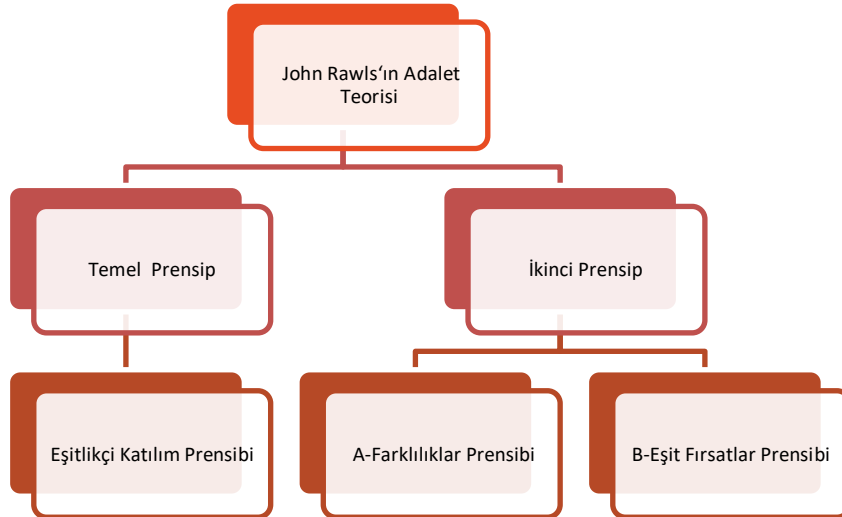 John Rawls‘ın Adalet
Teorisi
Temel Prensip
İkinci Prensip
Eşitlikçi Katılım Prensibi
A-Farklılıklar Prensibi
B-Eşit Fırsatlar Prensibi